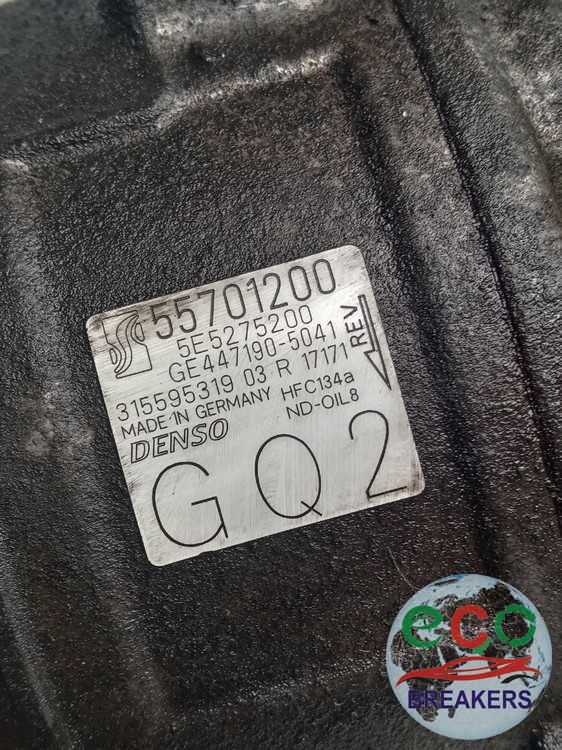 55701200
5E5275200
GE447190-5041
315595319 03 R 17171
MADE IN GERMANY HFC134a
DENSO ND-OIL8
REV
GQ2
eco
BREAKERS